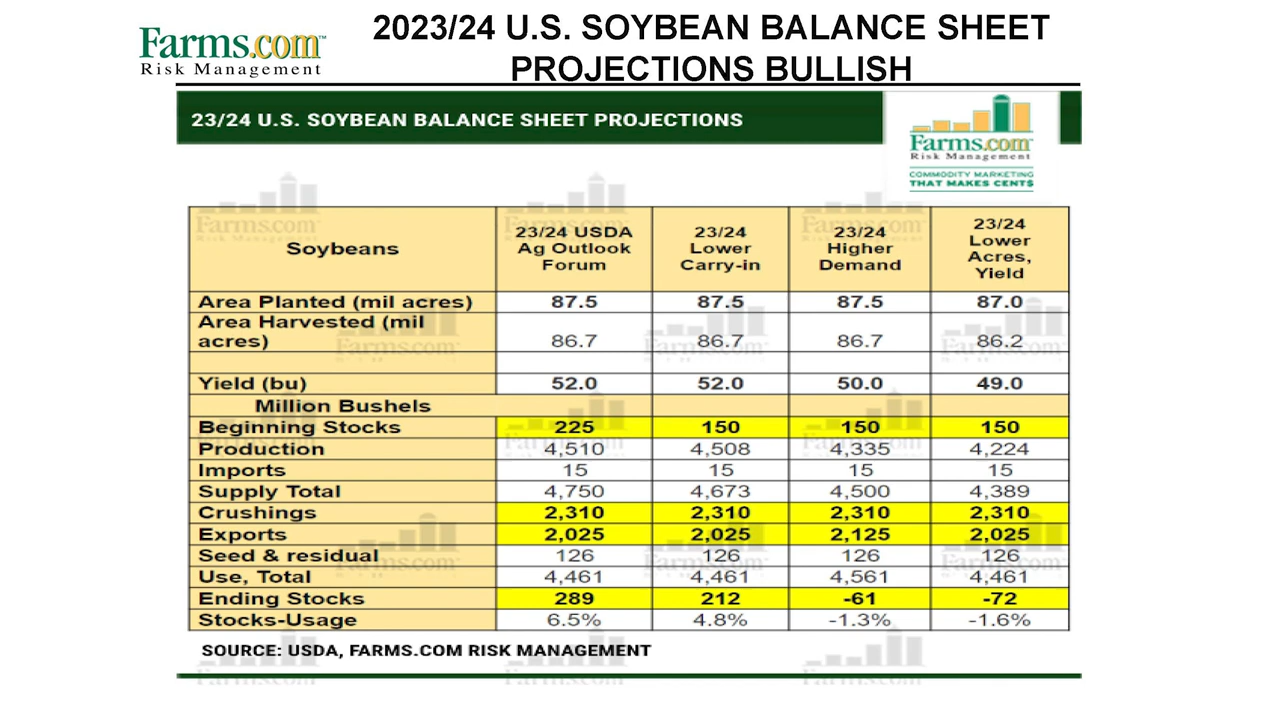 Farms.com™
Risk Management
2023/24 U.S. SOYBEAN BALANCE SHEET
PROJECTIONS BULLISH
23/24 U.S. SOYBEAN BALANCE SHEET PROJECTIONS
Farms.com™
Risk Management
COMMODITY MARKETING
THAT MAKES CENTS
Soybeans 23/24 USDA Ag Outlook Forum 23/24 Lower Carry-in 23/24 Higher Demand 23/24 Lower Acres, Yield
Area Planted (mil acres) 87.5 87.5 87.5 87.0
Area Harvested (mil acres) 86.7 86.7 86.7 86.2
Yield (bu) 52.0 52.0 50.0 49.0
Million Bushels
Beginning Stocks 225 150 150 150
Production 4,510 4,508 4,335 4,224
Imports 15 15 15 15
Supply Total 4,750 4,673 4,500 4,389
Crushings 2,310 2,310 2,310 2,310
Exports 2,025 2,025 2,125 2,025
Seed & residual 126 126 126 126
Use, Total 4,461 4,461 4,561 4,461
Ending Stocks 289 212 -61 -72
Stocks-Usage 6.5% 4.8% -1.3% -1.6%
SOURCE: USDA, FARMS.COM RISK MANAGEMENT